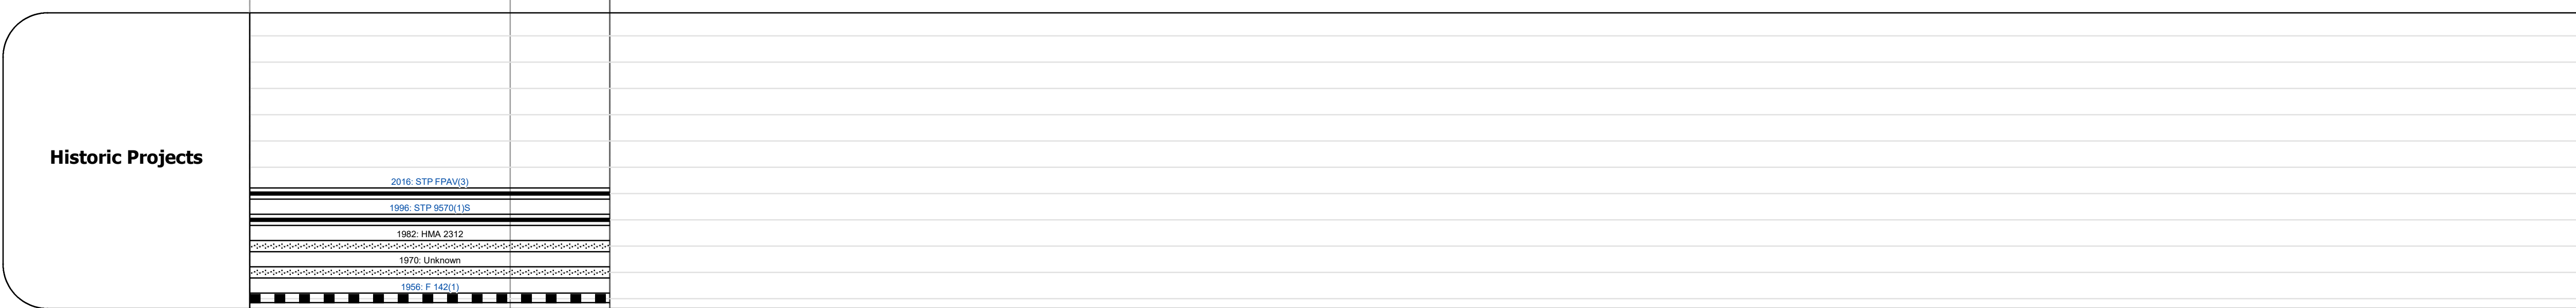 Historic Projects
2016: STP FPAV(3)
1996: STP 9570(1)S
1982: HMA 2312
1970: Unknown
1956: F 142(1)